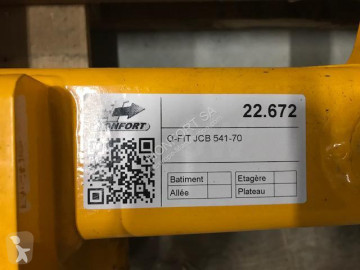 22.672
Q-FIT JCB 541-70
Batiment
Etagère
Allée
Plateau